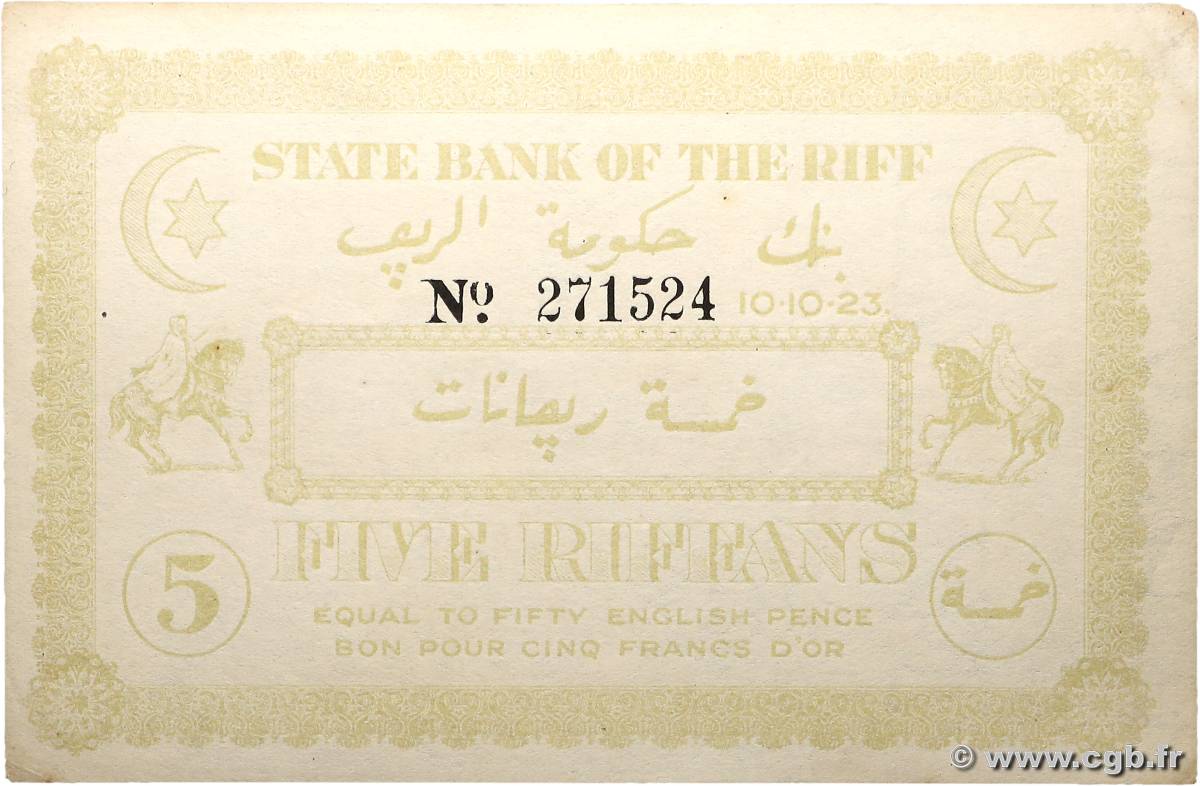 STATE BANK OF THE RIFF
بنك حكومة الريف
Nº. 271524 10·10·23.
خمسة ريفانات
FIVE RIFFANS
5
خمسة
EQUAL TO FIFTY ENGLISH PENCE
BON POUR CINQ FRANCS D'OR
© www.cgb.fr